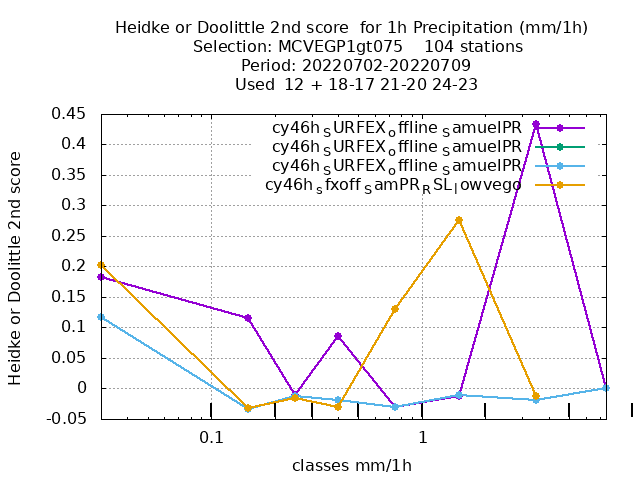 Heidke or Doolittle 2nd score  for 1h Precipitation (mm/1h)
Selection: MCVEGP1gt075    104 stations
Period: 20220702-20220709
Used  12 + 18-17 21-20 24-23
cy46h_SURFEX_offline_SamuelPR
cy46h_SURFEX_offline_SamuelPR
cy46h_SURFEX_offline_SamuelPR
cy46h_sfxoff_SamPR_RSL_lowvego
Heidke or Doolittle 2nd score
0.45
0.4
0.35
0.3
0.25
0.2
0.15
0.1
0.05
0
-0.05
0.1 1
classes mm/1h